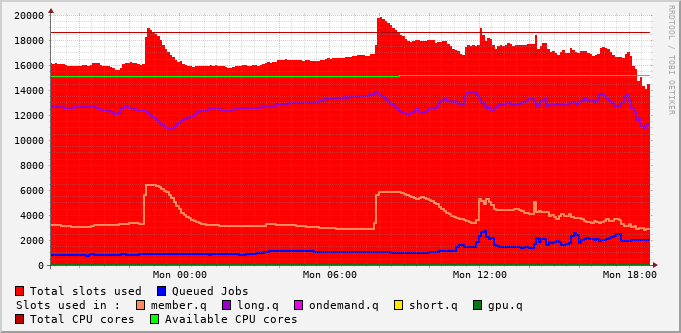 RRDTOOL / TOBI OETIKER
20000
18000
16000
14000
12000
10000
8000
6000
4000
2000
0
Mon 00:00 Mon 06:00 Mon 12:00 Mon 18:00
Total slots used Queued Jobs
Slots used in : member.q long.q ondemand.q short.q gpu.q
Total CPU cores Available CPU cores